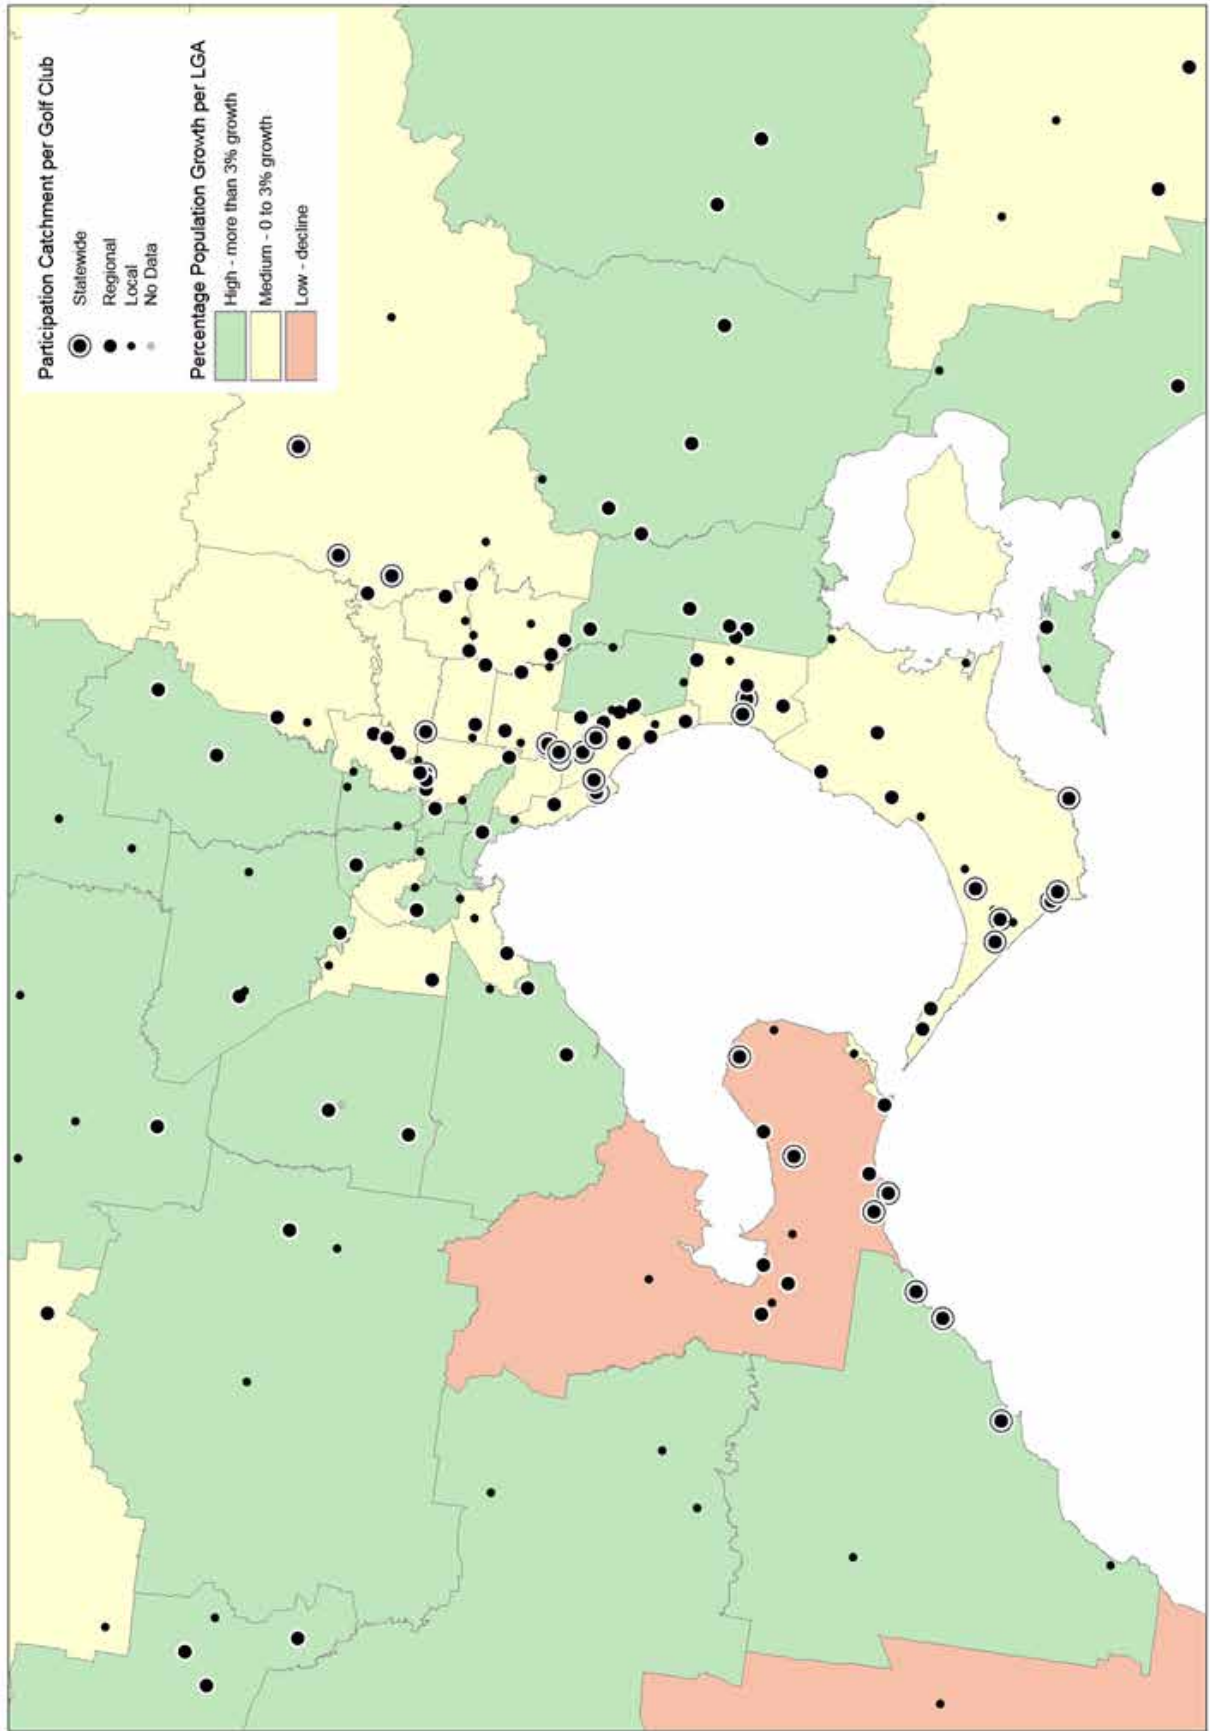 Participation Catchment per Golf Club
Statewide
Regional
Local
No Data
Percentage Population Growth per LGA
High - more than 3% growth
Medium - 0 to 3% growth
Low - decline